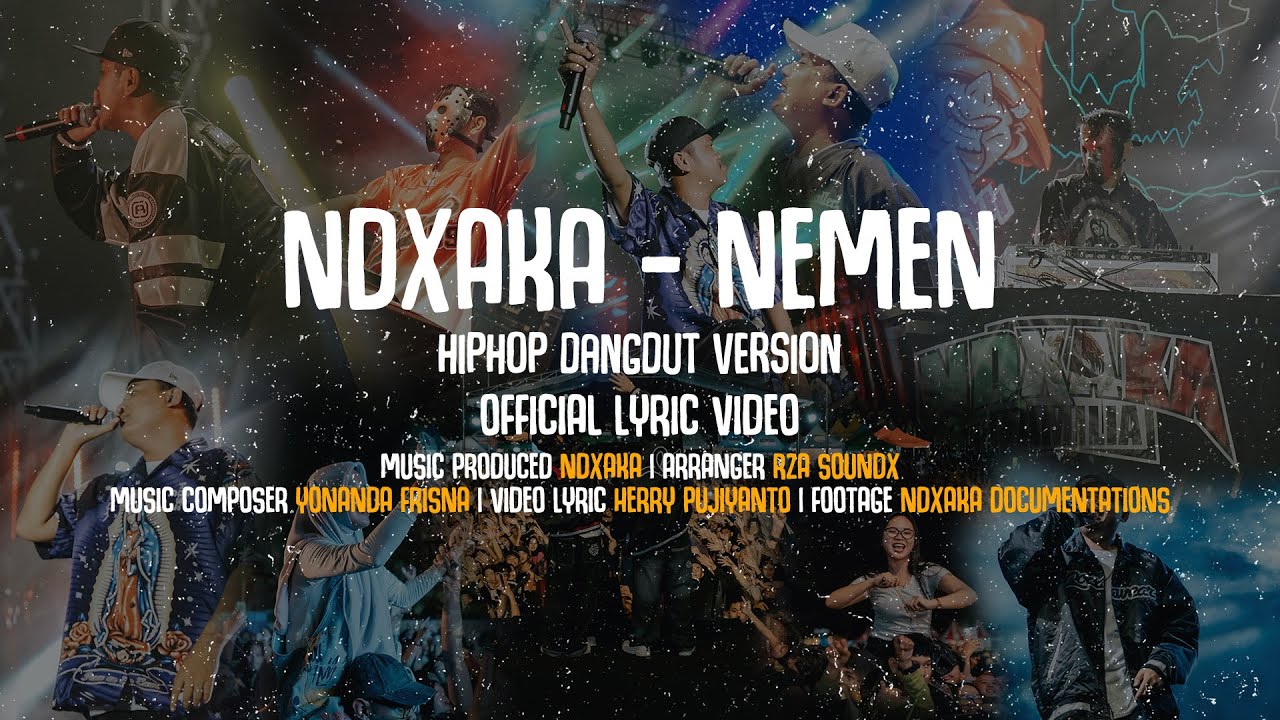 NDXAKA - NEMEN
HIPHOP DANGDUT VERSION
OFFICIAL LYRIC VIDEO
MUSIC PRODUCED NDXAKA | ARRANGER RZA SOUNDX
MUSIC COMPOSER YONANDA FRISNA | VIDEO LYRIC HERRY PUJIYANTO | FOOTAGE NDXAKA DOCUMENTATIONS
NDXAKA